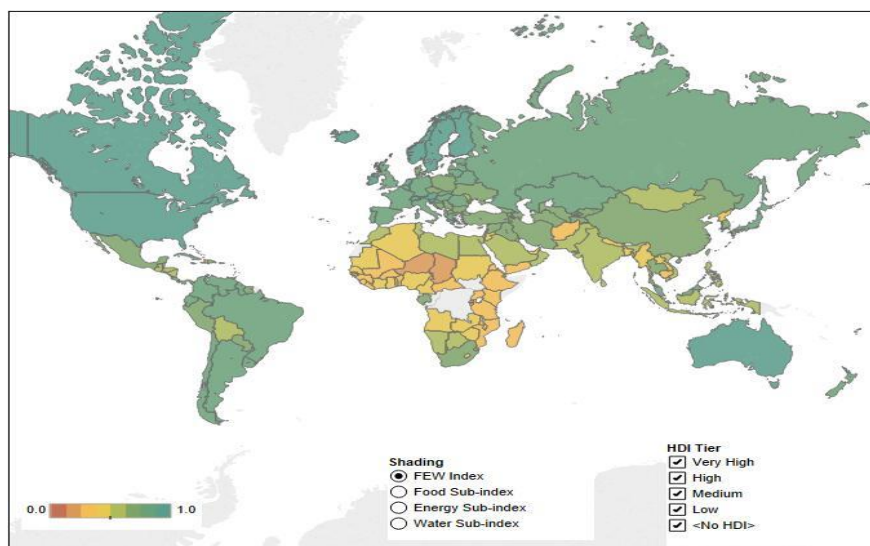 Shading
FEW Index
Food Sub-index
Energy Sub-index
Water Sub-index
HDI Tier
Very High
High
Medium
Low
<No HDI>
0.0
1.0